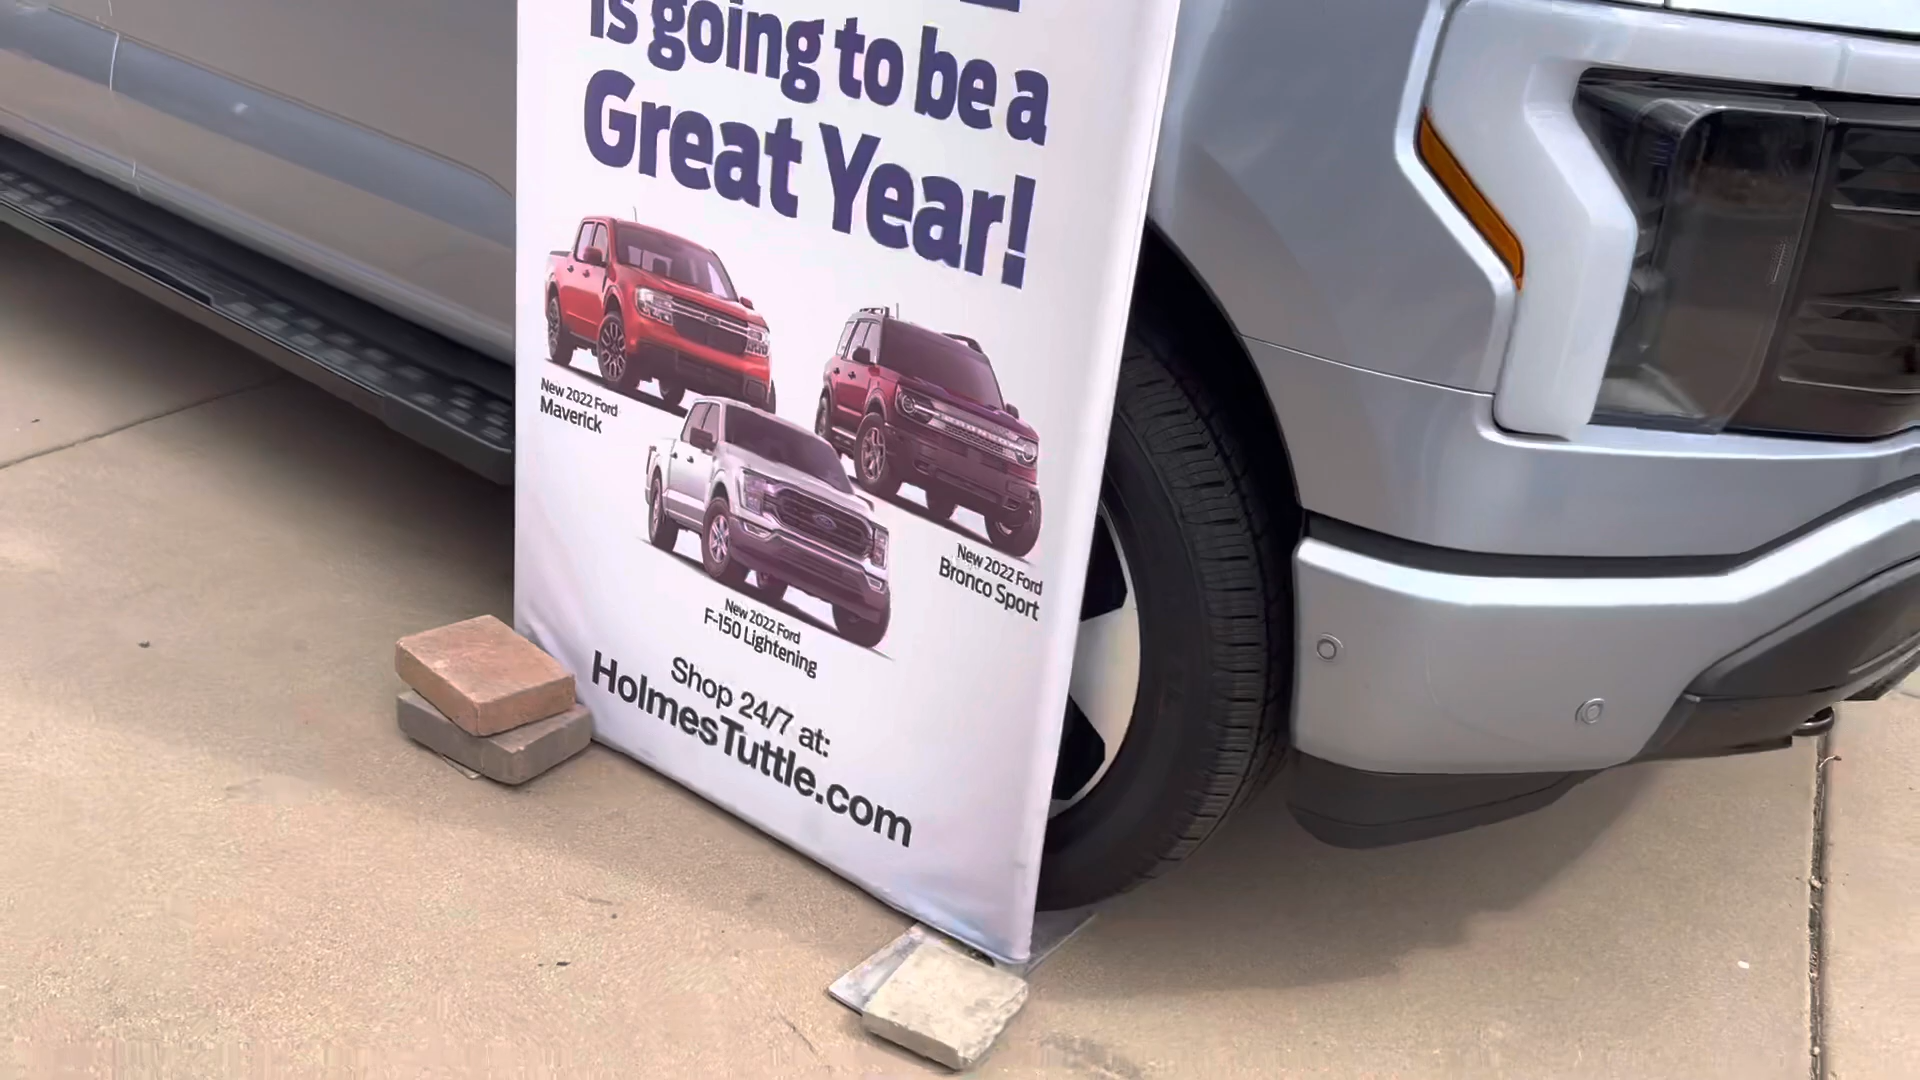 is going to be a
Great Year!
New 2022 Ford
Maverick
New 2022 Ford
Bronco Sport
New 2022 Ford
F-150 Lightening
Shop 24/7 at:
HolmesTuttle.com